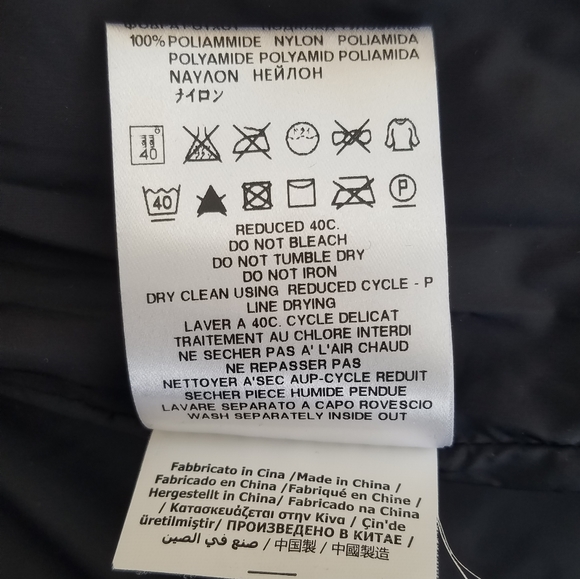 100% POLIAMMIDE NYLON POLIAMIDA
POLYAMIDE POLYAMID POLIAMIDA
ΝΑΥΛΟΝ НЕЙЛОН
ナイロン
40
40 P
REDUCED 40C.
DO NOT BLEACH
DO NOT TUMBLE DRY
DO NOT IRON
DRY CLEAN USING REDUCED CYCLE - P
LINE DRYING
LAVER A 40C. CYCLE DELICAT
TRAITEMENT AU CHLORE INTERDI
NE SECHER PAS A' L'AIR CHAUD
NE REPASSER PAS
NETTOYER A'SEC AUP-CYCLE REDUIT
SECHER PIECE HUMIDE PENDUE
LAVARE SEPARATO A CAPO ROVESCIO
WASH SEPARATELY INSIDE OUT
Fabbricato in Cina /Made in China /
Fabricado en China /Fabriqué en Chine /
Hergestellt in China/ Fabricado na China
/ Κατασκευάζεται στην Κίνα / Çin'de
üretilmiştir/ ПРОИЗВЕДЕНО В КИТАЕ /
صنع في الصين / 中国製 / 中國製造